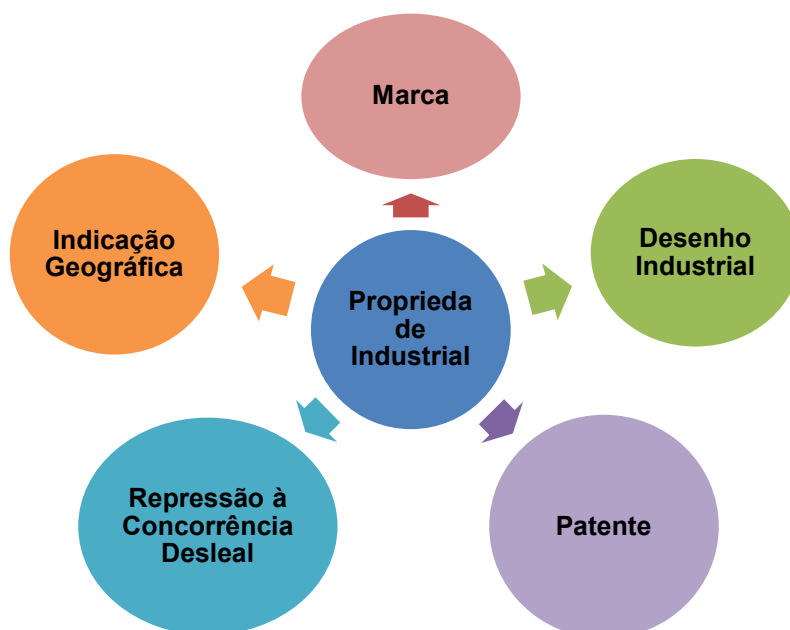 Marca
Indicação
Geográfica
Desenho
Industrial
Proprieda
de
Industrial
Repressão à
Concorrência
Desleal
Patente